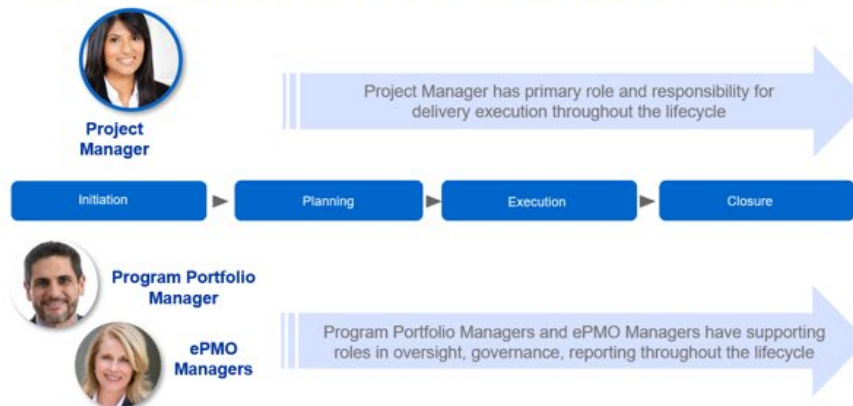 Project Manager has primary role and responsibility for
delivery execution throughout the lifecycle
Project
Manager
Initiation
Planning
Execution
Closure
Program Portfolio
Manager
ePMO
Managers
Program Portfolio Managers and ePMO Managers have supporting
roles in oversight, governance, reporting throughout the lifecycle